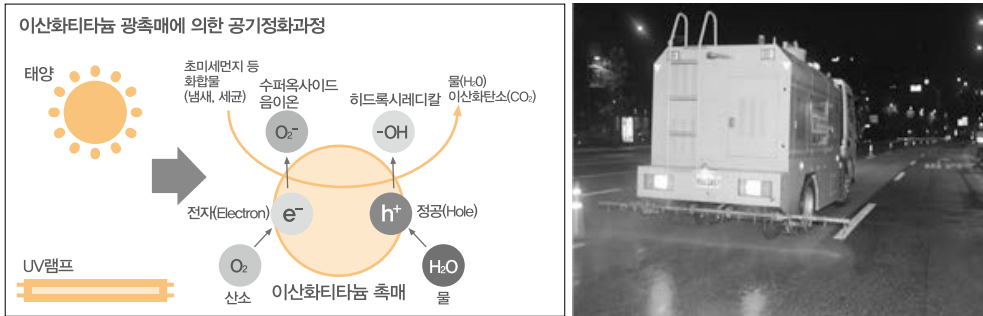 이산화티타늄 광촉매에 의한 공기정화과정
태양
초미세먼지 등
화합물
(냄새, 세균)
수퍼옥사이드
음이온
O₂⁻
히드록시레디칼
-OH
물(H₂O)
이산화탄소(CO₂)
전자(Electron)
e⁻
h⁺
정공(Hole)
O₂
산소
H₂O
물
이산화티타늄 촉매
UV램프